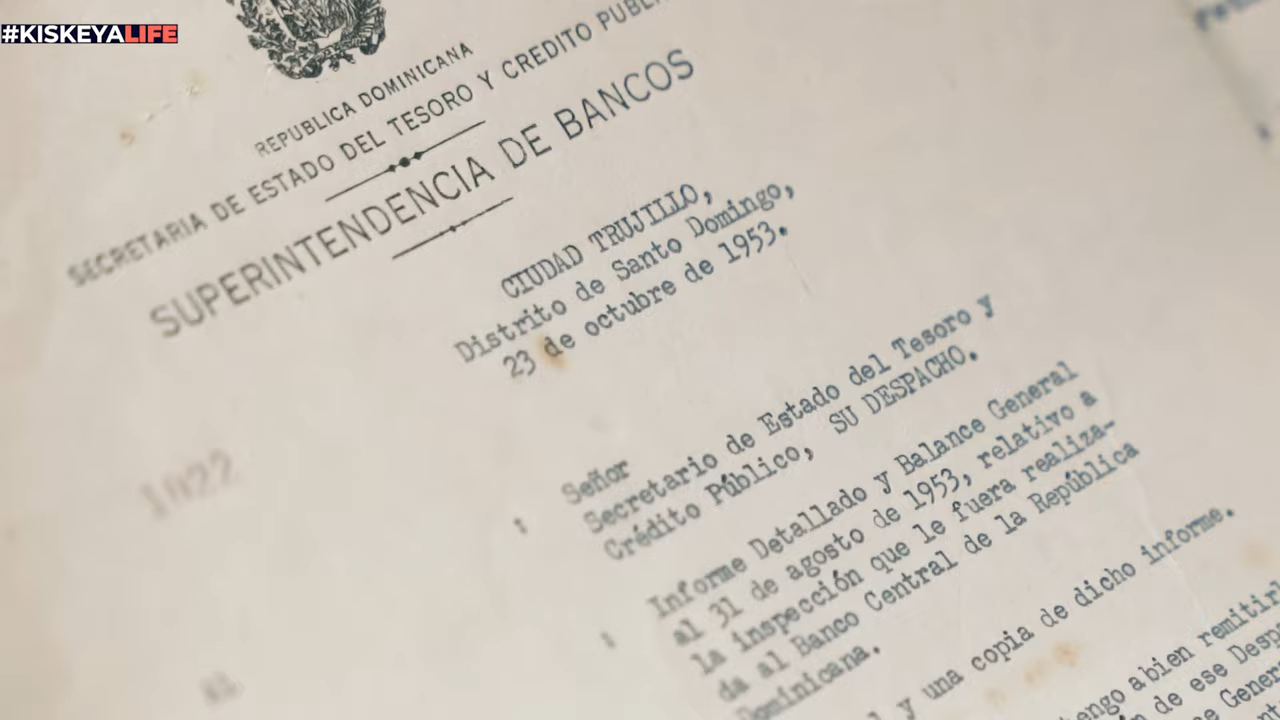 #KISKEYALIFE
REPUBLICA DOMINICANA
SECRETARIA DE ESTADO DEL TESORO Y CREDITO
SUPERINTENDENCIA DE BANCOS
CIUDAD TRUJILLO,
Distrito de Santo Domingo,
23 de octubre de 1953.
1022
Señor
: Secretario de Estado del Tesoro y
Crédito Público, SU DESPACHO.
: Informe Detallado y Balance General
al 31 de agosto de 1953, relativo a
la inspección que le fuera realiza-
da al Banco Central de la República
Dominicana.
l y una copia de dicho informe.
tengo a bien
de ese